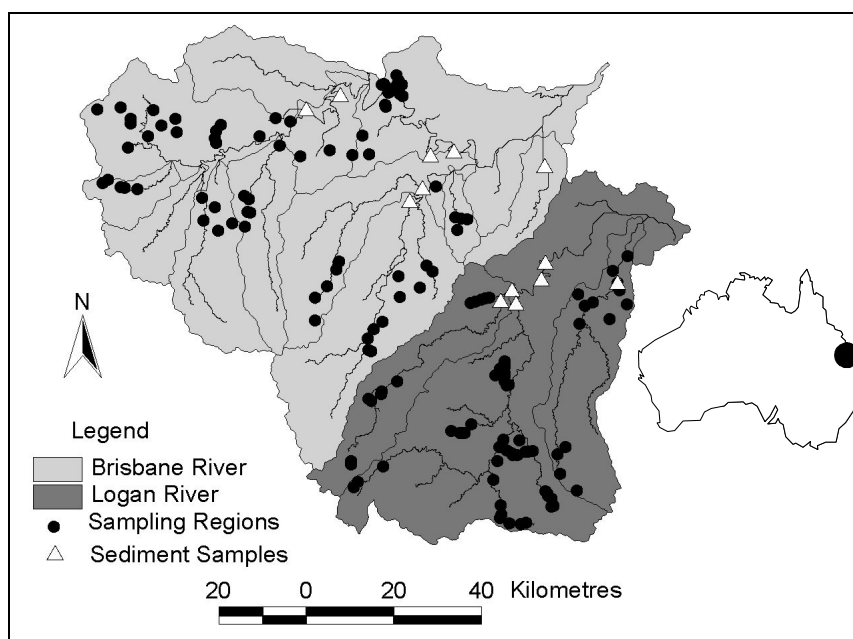 N
Legend
Brisbane River
Logan River
Sampling Regions
Sediment Samples
20 0 20 40 Kilometres